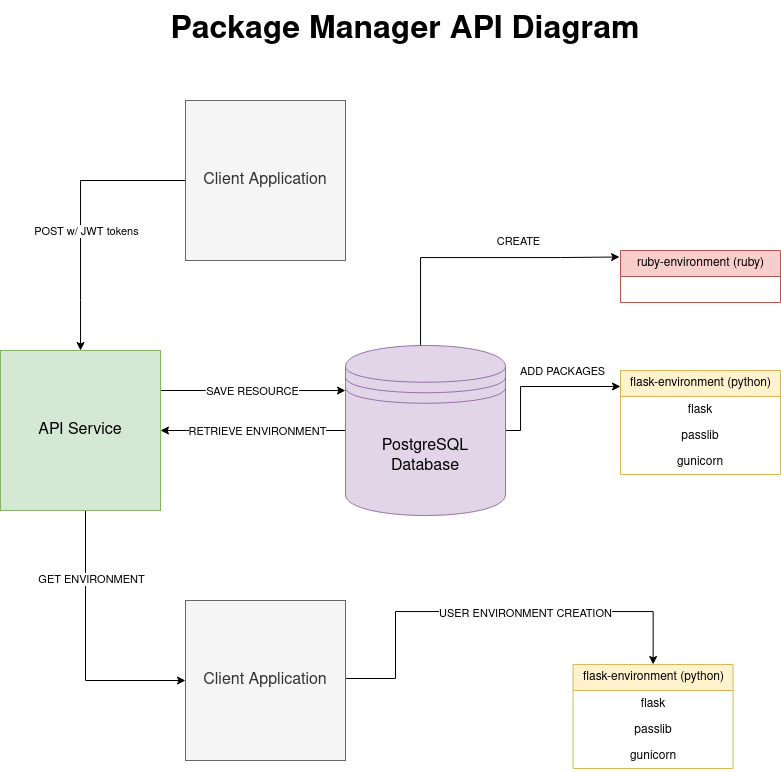 Package Manager API Diagram
Client Application
POST w/ JWT tokens
CREATE
ruby-environment (ruby)
API Service
SAVE RESOURCE
RETRIEVE ENVIRONMENT
PostgreSQL
Database
ADD PACKAGES
flask-environment (python)
flask
passlib
gunicorn
GET ENVIRONMENT
Client Application
USER ENVIRONMENT CREATION
flask-environment (python)
flask
passlib
gunicorn